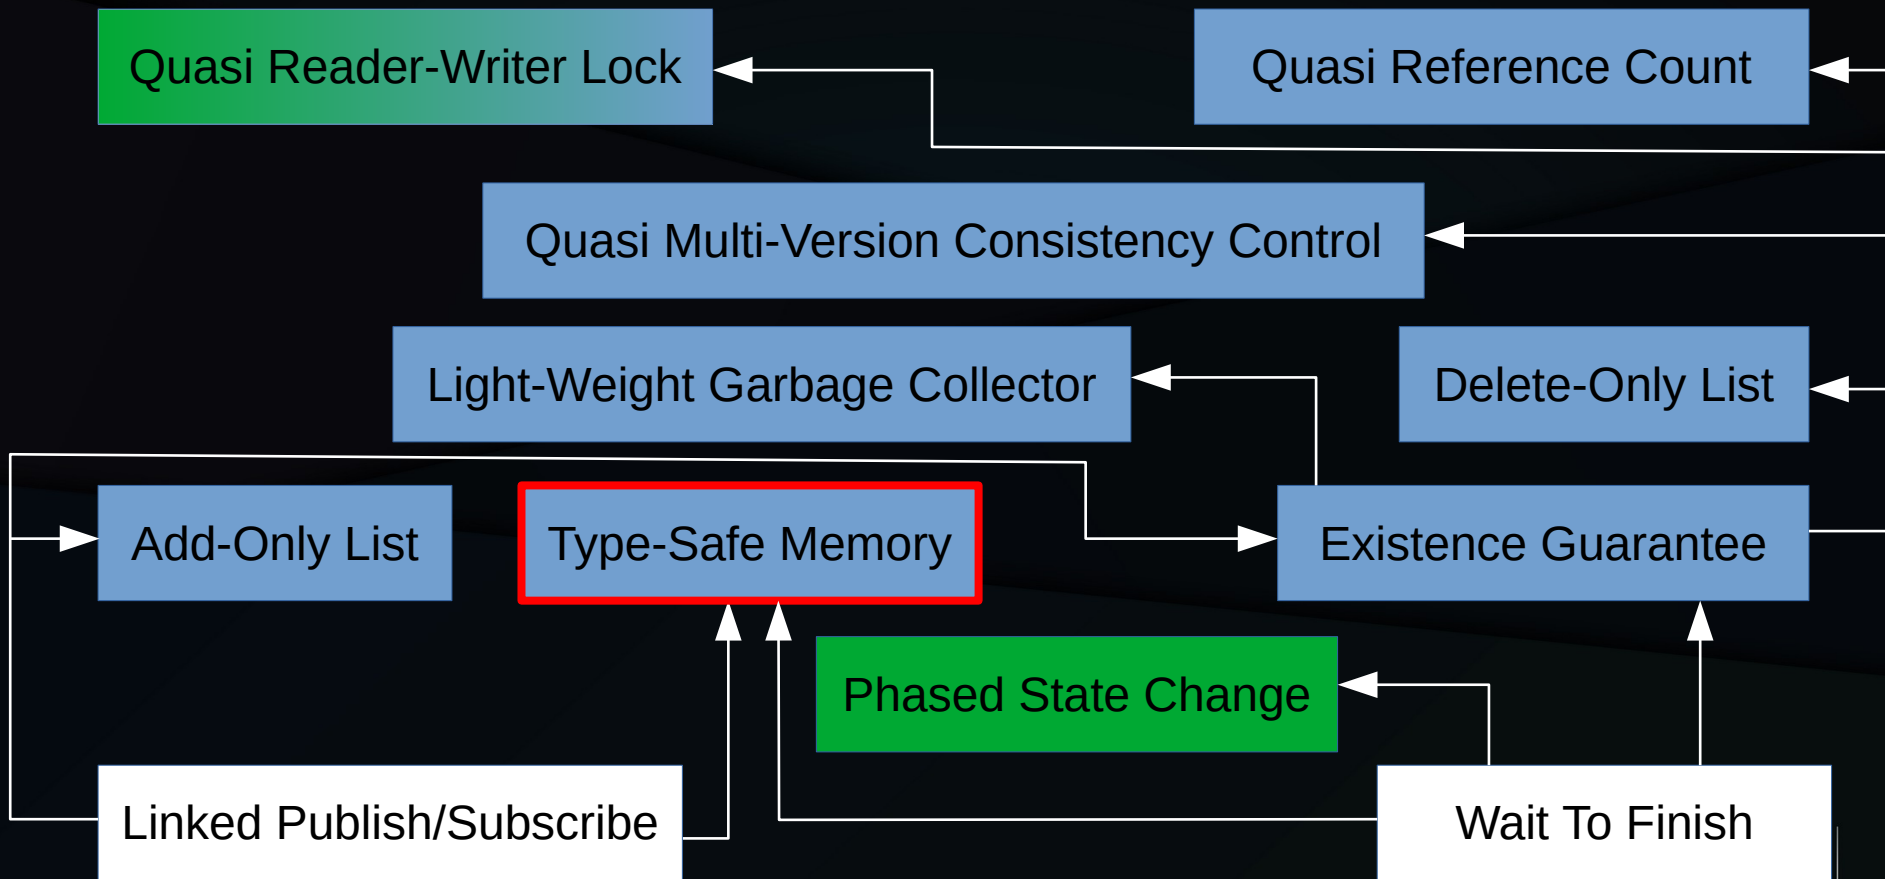 Quasi Reader-Writer Lock
Quasi Reference Count
Quasi Multi-Version Consistency Control
Light-Weight Garbage Collector
Delete-Only List
Add-Only List
Type-Safe Memory
Existence Guarantee
Phased State Change
Linked Publish/Subscribe
Wait To Finish